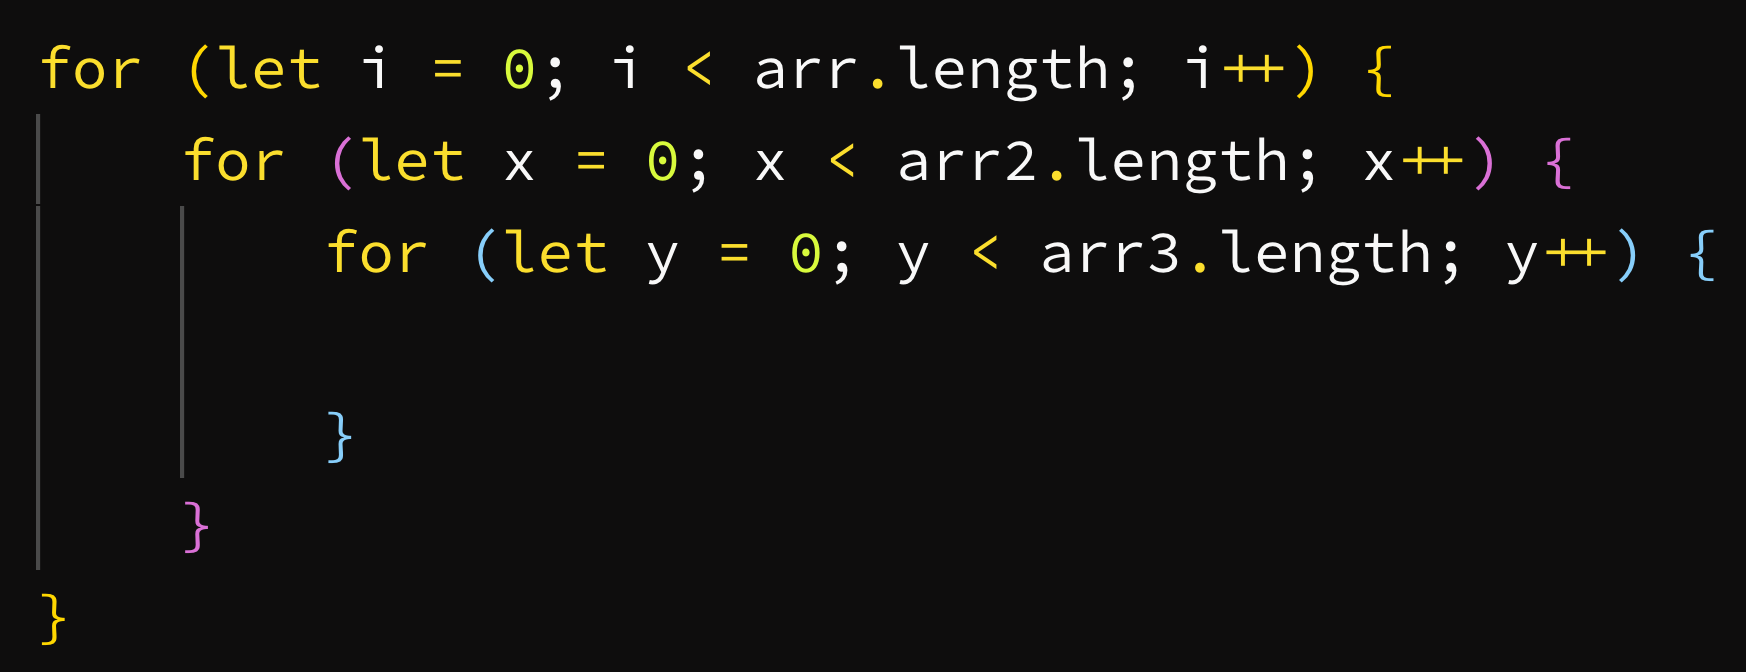 for (let i = 0; i < arr.length; i++) {
    for (let x = 0; x < arr2.length; x++) {
        for (let y = 0; y < arr3.length; y++) {

        }
    }
}